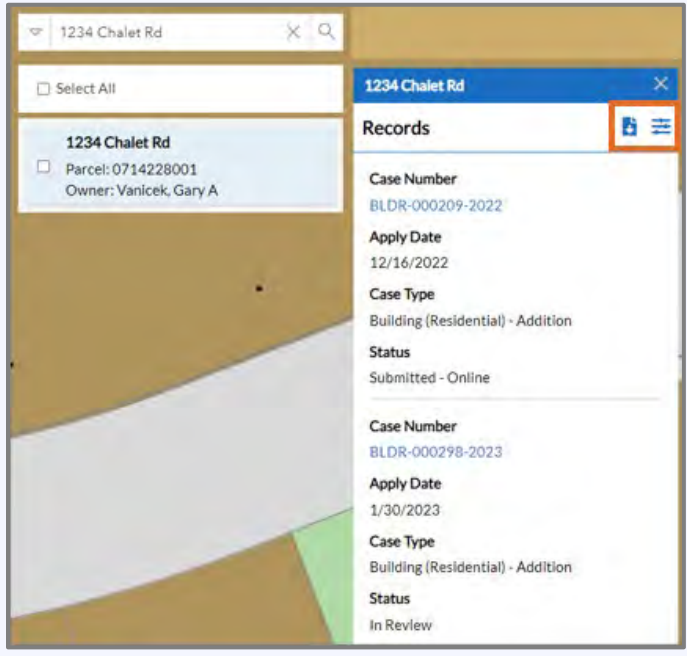 1234 Chalet Rd
Select All
1234 Chalet Rd
Parcel: 0714228001
Owner: Vanicek, Gary A
1234 Chalet Rd
Records
Case Number
BLDR-000209-2022
Apply Date
12/16/2022
Case Type
Building (Residential) - Addition
Status
Submitted - Online
Case Number
BLDR-000298-2023
Apply Date
1/30/2023
Case Type
Building (Residential) - Addition
Status
In Review